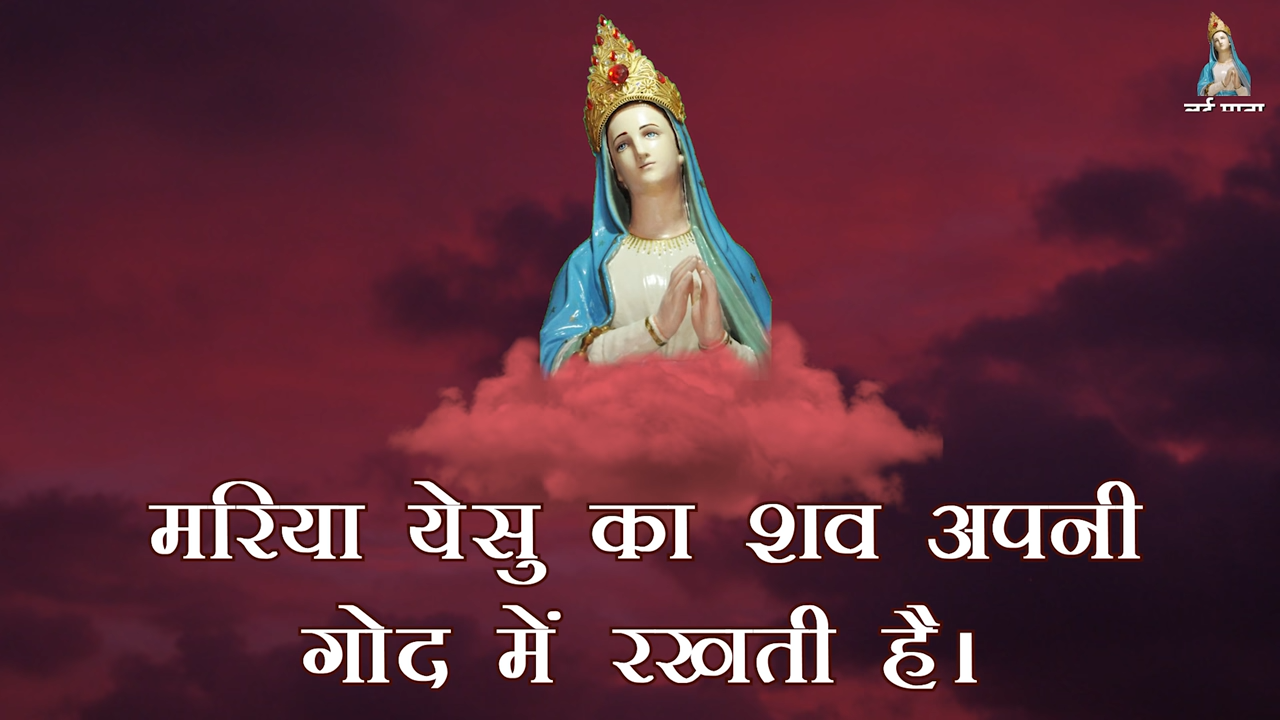 मरिया येसु का शव अपनी
गोद में रखती है।